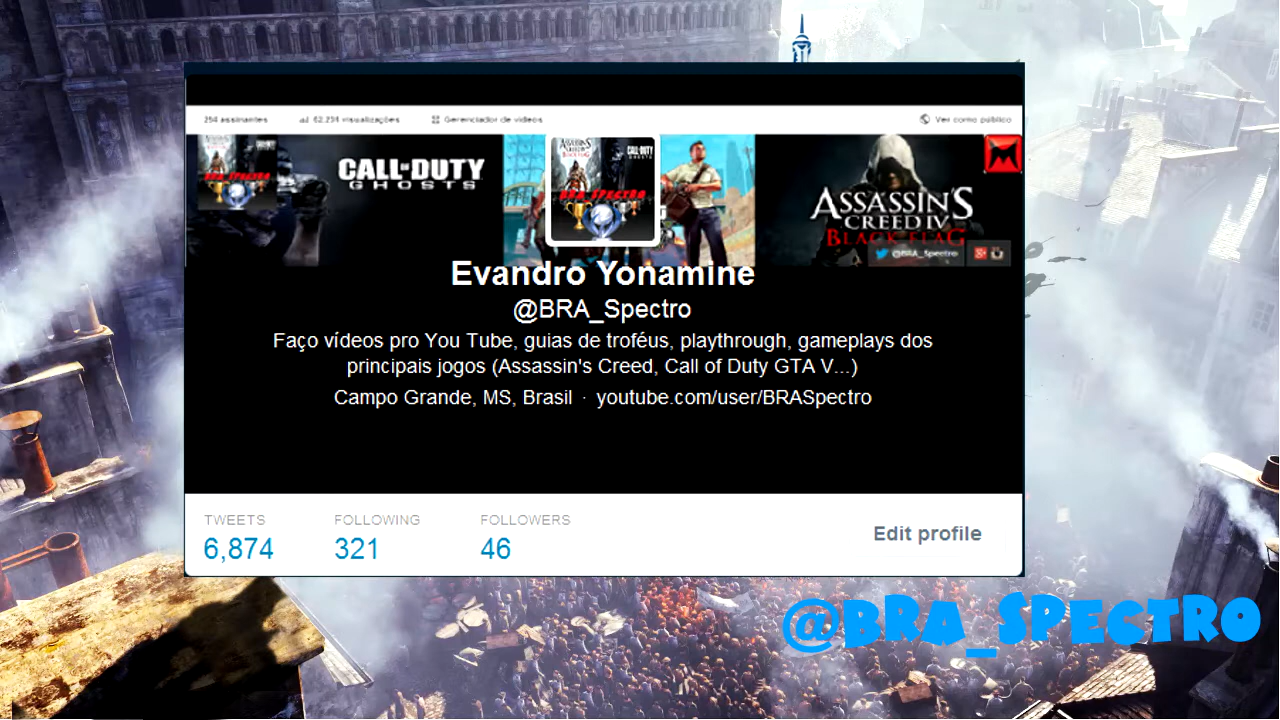 254 assinantes 62.231 visualizações Gerenciador de vídeos Ver como público
CALL OF DUTY
GHOSTS
ASSASSIN'S
CREED IV
BLACK FLAG
BRA_SPECTRO
@BRA_Spectro
Evandro Yonamine
@BRA_Spectro
Faço vídeos pro You Tube, guias de troféus, playthrough, gameplays dos
principais jogos (Assassin's Creed, Call of Duty GTA V...)
Campo Grande, MS, Brasil · youtube.com/user/BRASpectro
TWEETS FOLLOWING FOLLOWERS
6,874 321 46
Edit profile
@BRA_SPECTRO